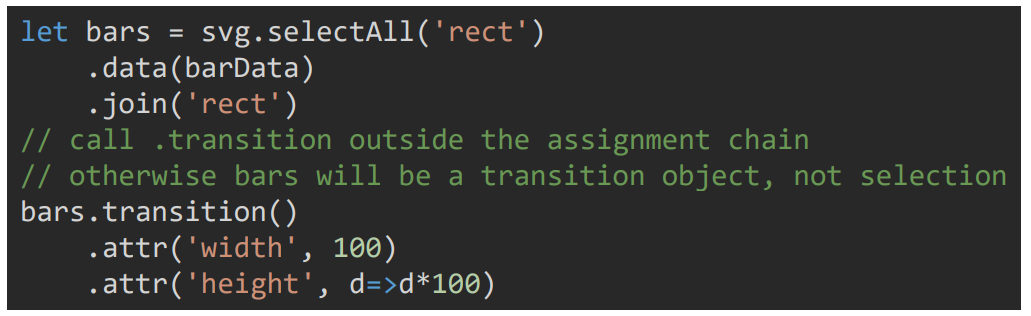 let bars = svg.selectAll('rect')
    .data(barData)
    .join('rect')
// call .transition outside the assignment chain
// otherwise bars will be a transition object, not selection
bars.transition()
    .attr('width', 100)
    .attr('height', d=>d*100)